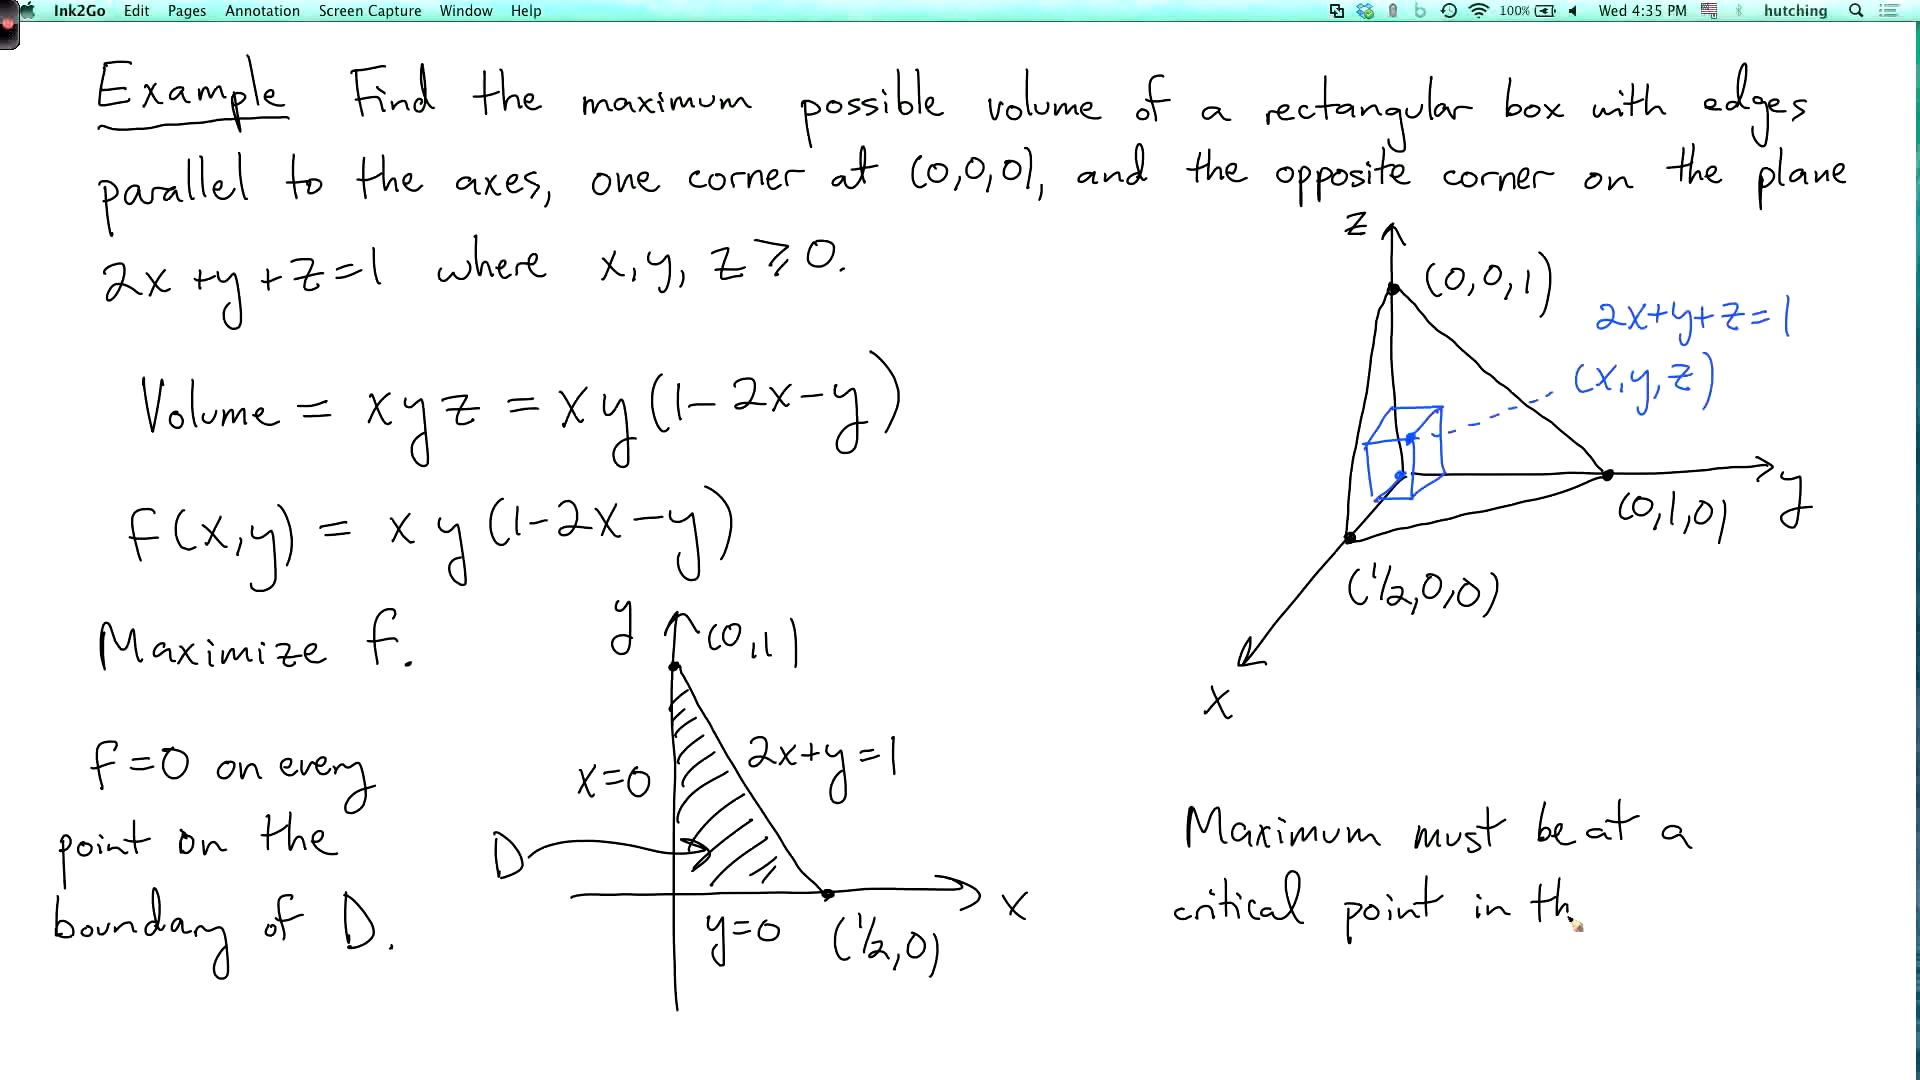 Ink2Go Edit Pages Annotation Screen Capture Window Help 100% Wed 4:35 PM hutching
Example Find the maximum possible volume of a rectangular box with edges
parallel to the axes, one corner at (0,0,0), and the opposite corner on the plane
2x+y+z=1 where x,y, z≥0.
z
(0,0,1)
2x+y+z=1
(x,y,z)
Volume = xyz = xy(1-2x-y)
y
(0,1,0)
f(x,y) = xy(1-2x-y)
(1/2,0,0)
x
Maximize f.
y
(0,1)
f=0 on every
point on the
boundary of D.
x=0
2x+y=1
D
x
y=0
(1/2,0)
Maximum must be at a
critical point in th